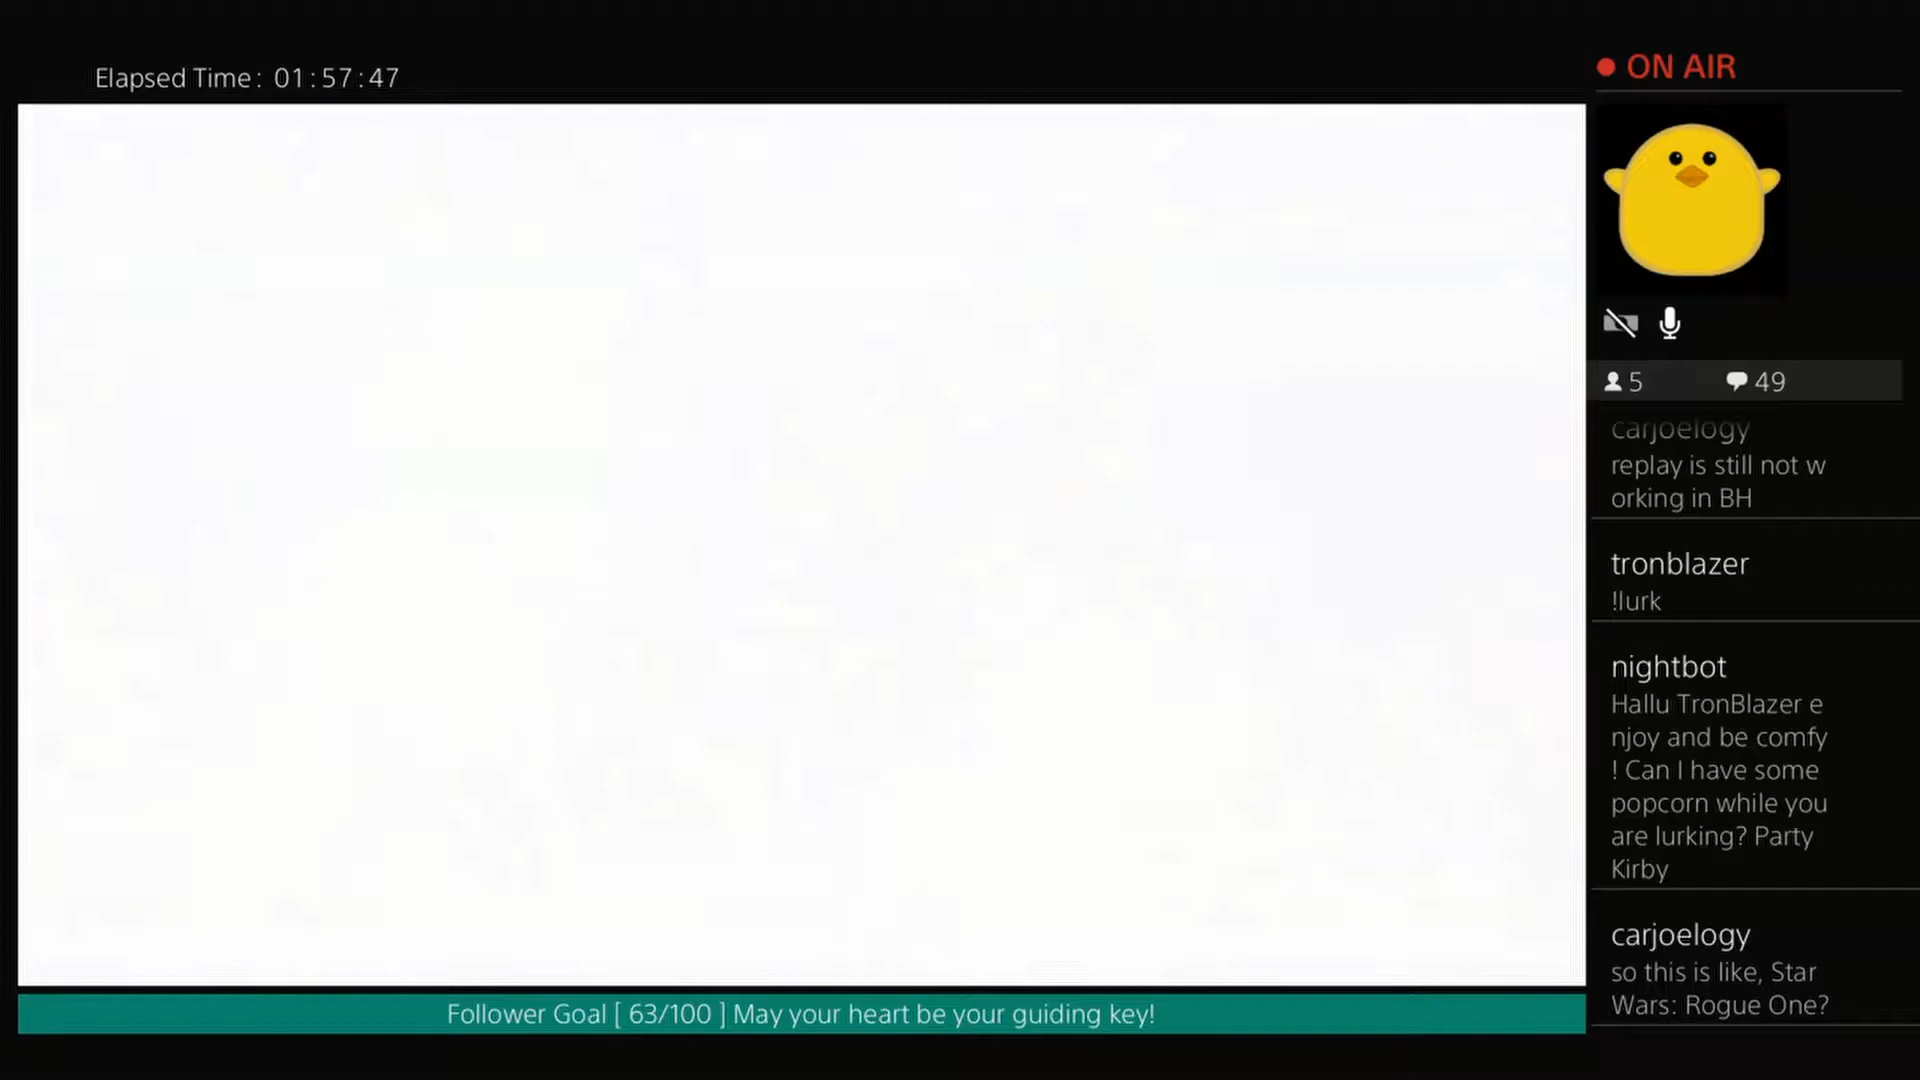 Elapsed Time: 01:57:47
ON AIR
5 49
carjoelogy
replay is still not w
orking in BH
tronblazer
!lurk
nightbot
Hallu TronBlazer e
njoy and be comfy
! Can I have some
popcorn while you
are lurking? Party
Kirby
carjoelogy
so this is like, Star
Wars: Rogue One?
Follower Goal [ 63/100 ] May your heart be your guiding key!